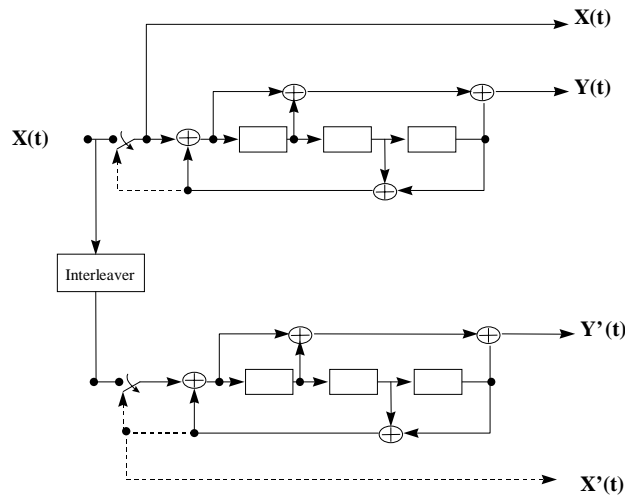 X(t)
Y(t)
X(t)
Interleaver
Y’(t)
X’(t)